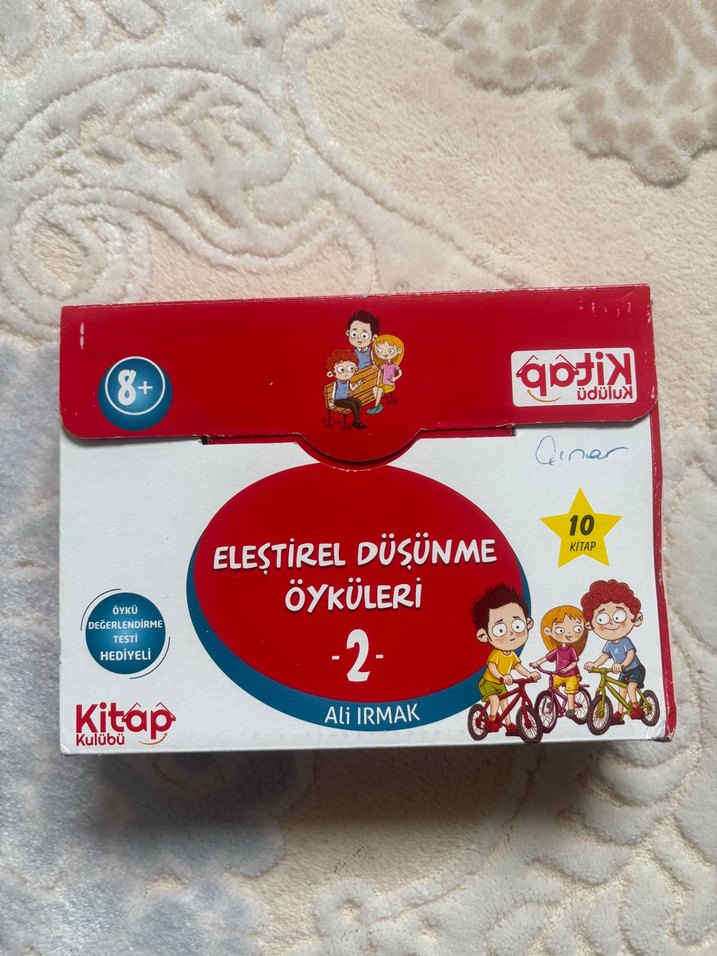 8+
Kitap
Kulübü
Çınar
10
KİTAP
ELEŞTİREL DÜŞÜNME
ÖYKÜLERİ
-2-
Ali IRMAK
ÖYKÜ
DEĞERLENDİRME
TESTİ
HEDİYELİ
Kitap
Kulübü